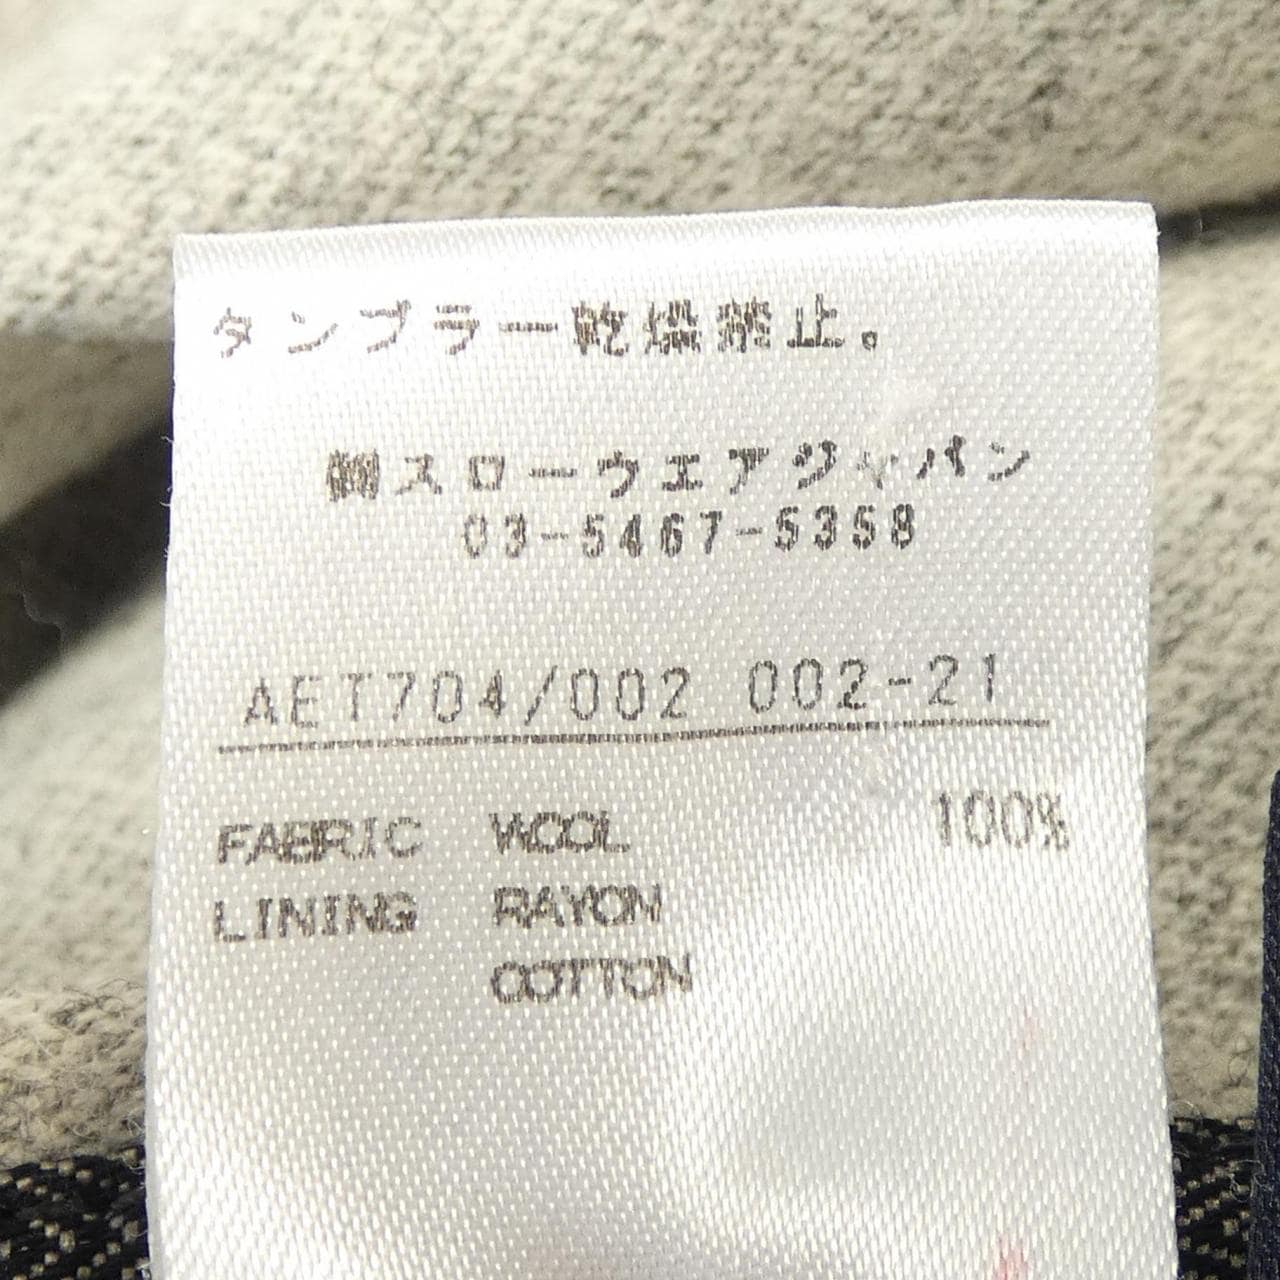 タンブラー乾燥禁止。
㈱スローウエアジャパン
03-5467-5358
AET704/002 002-21
FABRIC WOOL 100%
LINING RAYON
COTTON